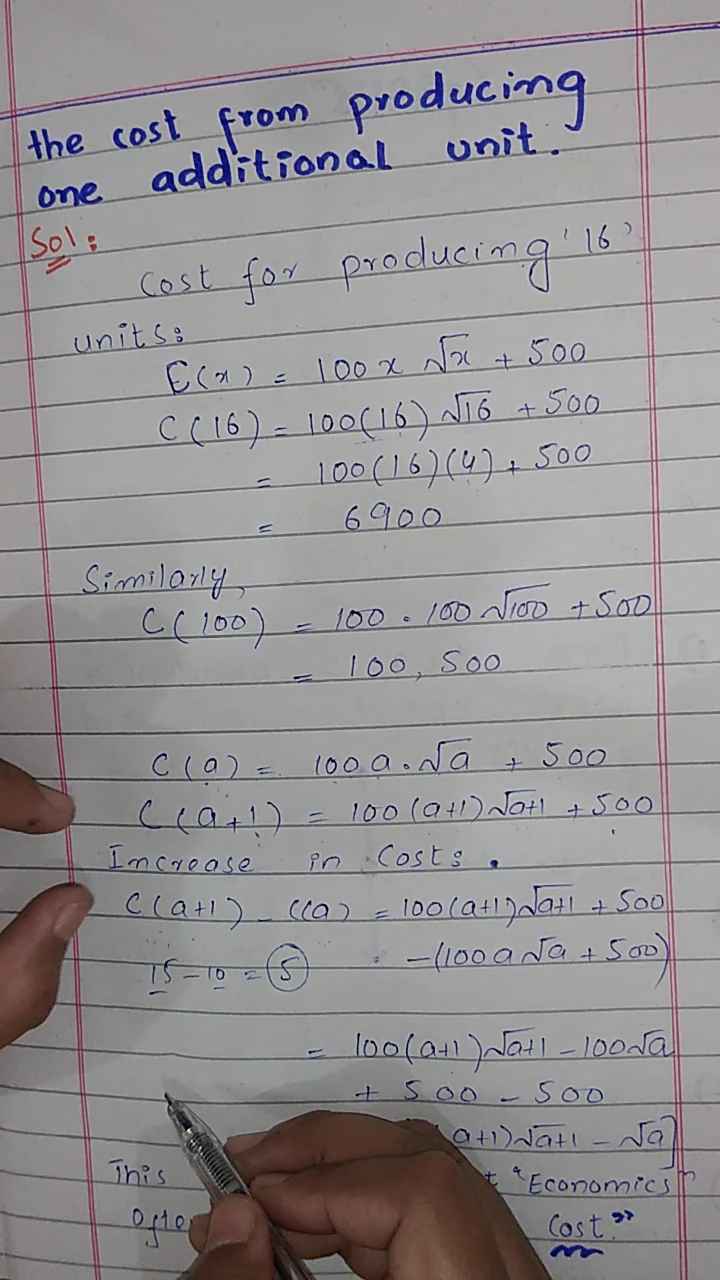 the cost from producing
one additional unit.
Sol:
Cost for producing '16'
units:
C(x) = 100x √x + 500
C(16) = 100(16) √16 + 500
= 100(16)(4) + 500
= 6900
Similarly,
C(100) = 100 . 100 √100 + 500
= 100,500
C(a) = 100a.√a + 500
C(a+1) = 100(a+1)√a+1 + 500
Increase in Cost:
C(a+1) - C(a) = 100(a+1)√a+1 + 500
-(100a√a + 500)
15 - 10 = 5
= 100(a+1)√a+1 - 100√a
+ 500 - 500
a+1)√a+1 - √a]
This "Economics"
Cost"